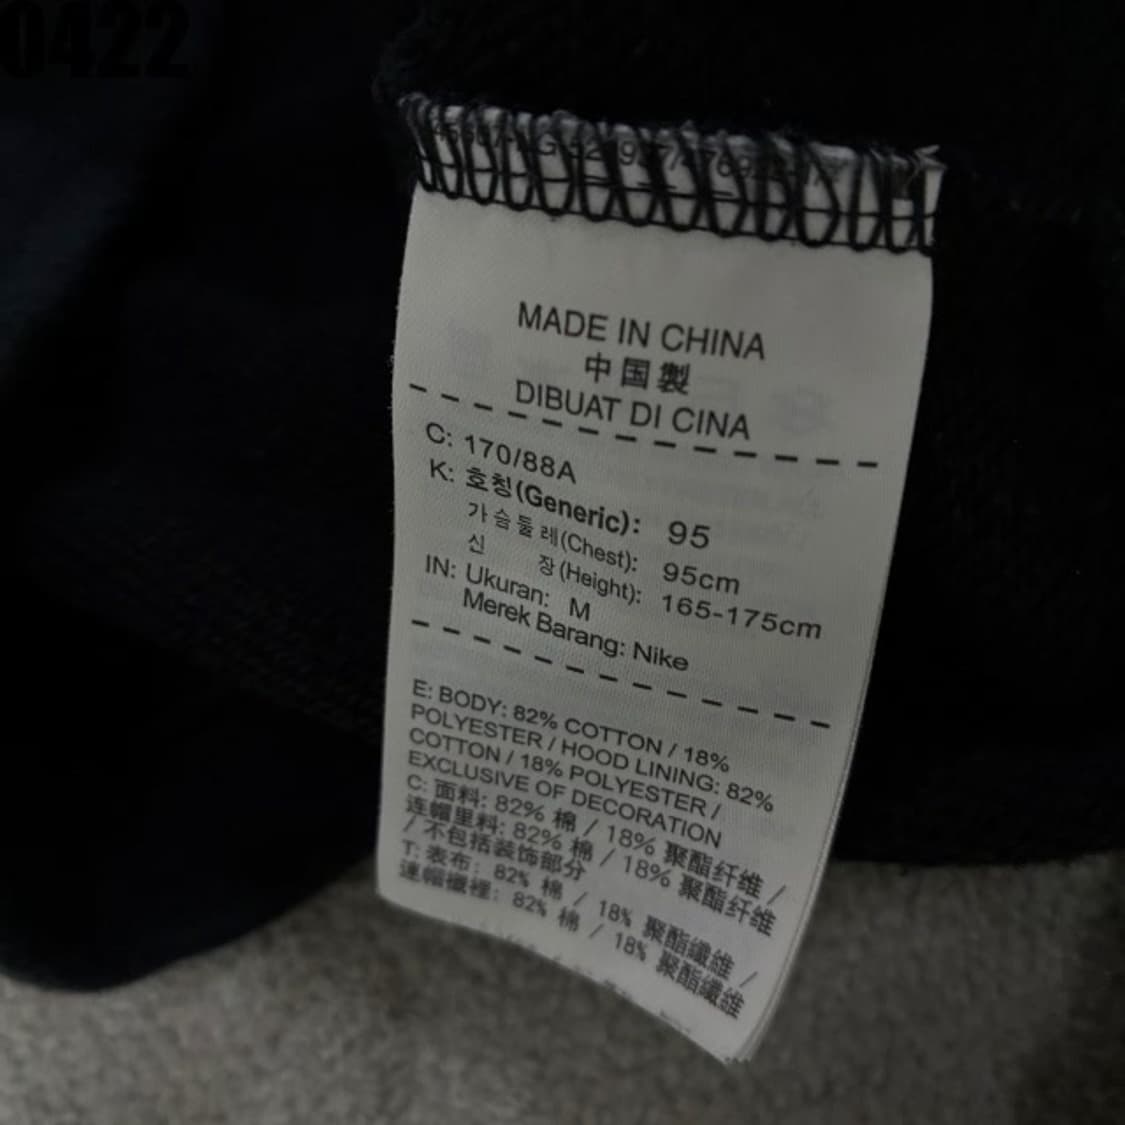 0422
MADE IN CHINA
中国製
DIBUAT DI CINA
C: 170/88A
K: 호칭(Generic): 95
가슴둘레(Chest): 95cm
신 장(Height): 165-175cm
IN: Ukuran: M
Merek Barang: Nike
E: BODY: 82% COTTON / 18%
POLYESTER / HOOD LINING: 82%
COTTON / 18% POLYESTER /
EXCLUSIVE OF DECORATION
C: 面料: 82% 棉 / 18% 聚酯纤维 /
连帽里料: 82% 棉 / 18% 聚酯纤维
/ 不包括装饰部分
T: 表布: 82% 棉 / 18% 聚酯纖維 /
連帽襯裡: 82% 棉 / 18% 聚酯纖維